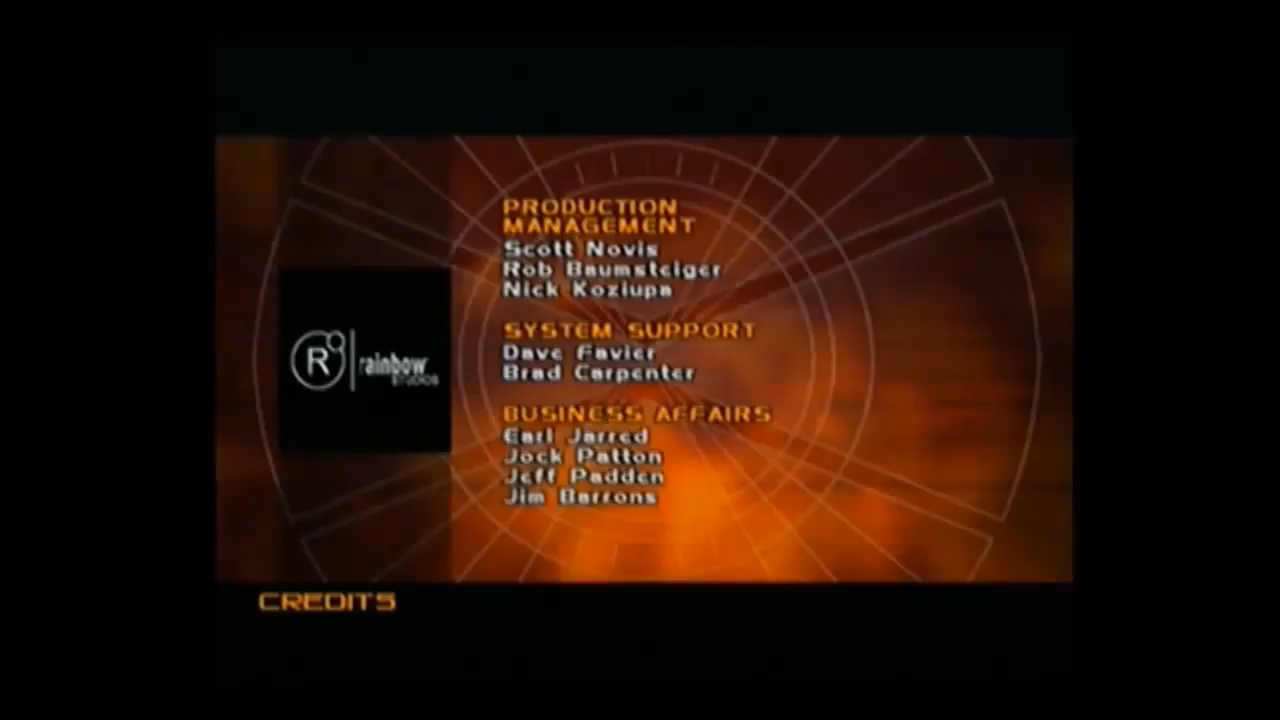 PRODUCTION
MANAGEMENT
Scott Novis
Rob Baumsteiger
Nick Koziupa
SYSTEM SUPPORT
Dave Favier
Brad Carpenter
BUSINESS AFFAIRS
Earl Jarred
Jock Patton
Jeff Padden
Jim Barrons
R
rainbow
STUDIOS
CREDITS